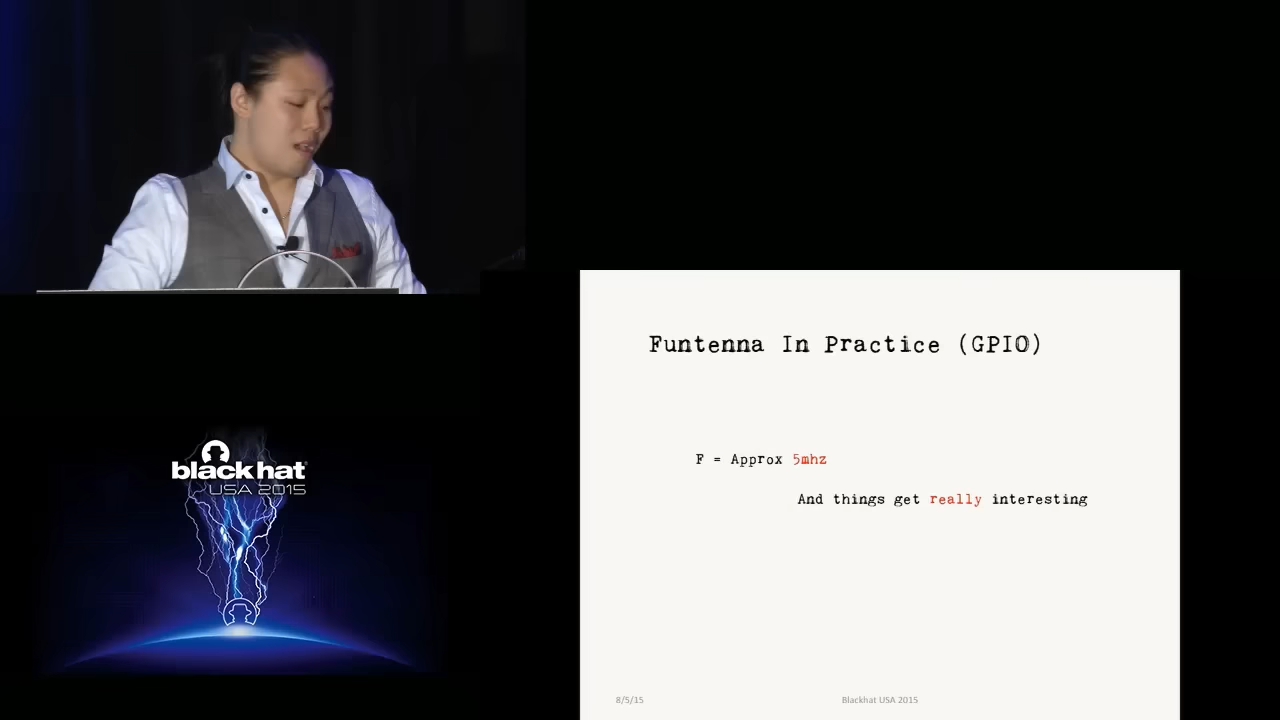 Funtenna In Practice (GPIO)
F = Approx 5mhz
And things get really interesting
8/5/15
Blackhat USA 2015
black hat
USA 2015